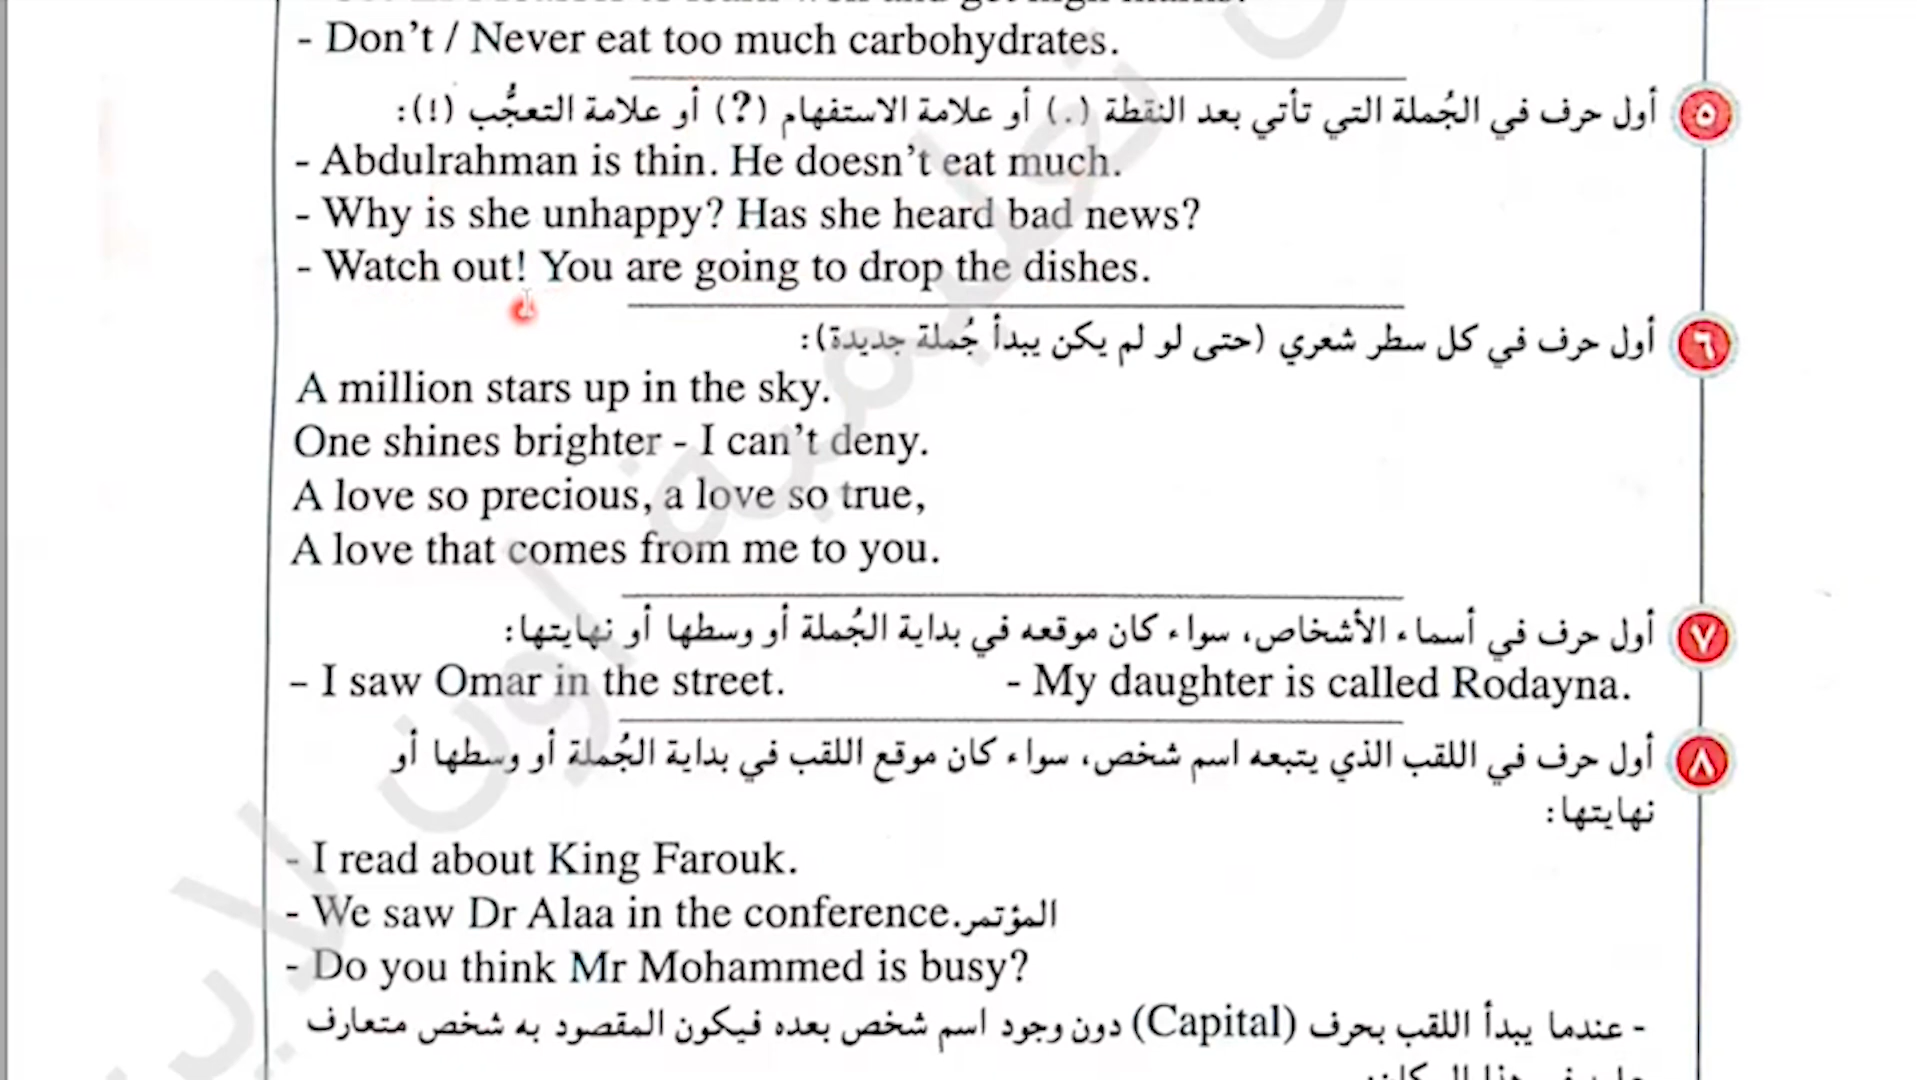 - Don't / Never eat too much carbohydrates.
٥ أول حرف في الجُملة التي تأتي بعد النقطة (.) أو علامة الاستفهام (?) أو علامة التعجُّب (!):
- Abdulrahman is thin. He doesn't eat much.
- Why is she unhappy? Has she heard bad news?
- Watch out! You are going to drop the dishes.
٦ أول حرف في كل سطر شعري (حتى لو لم يكن يبدأ جُملة جديدة):
A million stars up in the sky.
One shines brighter - I can't deny.
A love so precious, a love so true,
A love that comes from me to you.
٧ أول حرف في أسماء الأشخاص، سواء كان موقعه في بداية الجُملة أو وسطها أو نهايتها:
– I saw Omar in the street. - My daughter is called Rodayna.
٨ أول حرف في اللقب الذي يتبعه اسم شخص، سواء كان موقع اللقب في بداية الجُملة أو وسطها أو
نهايتها:
- I read about King Farouk.
- We saw Dr Alaa in the conference.المؤتمر
- Do you think Mr Mohammed is busy?
- عندما يبدأ اللقب بحرف (Capital) دون وجود اسم شخص بعده فيكون المقصود به شخص متعارف